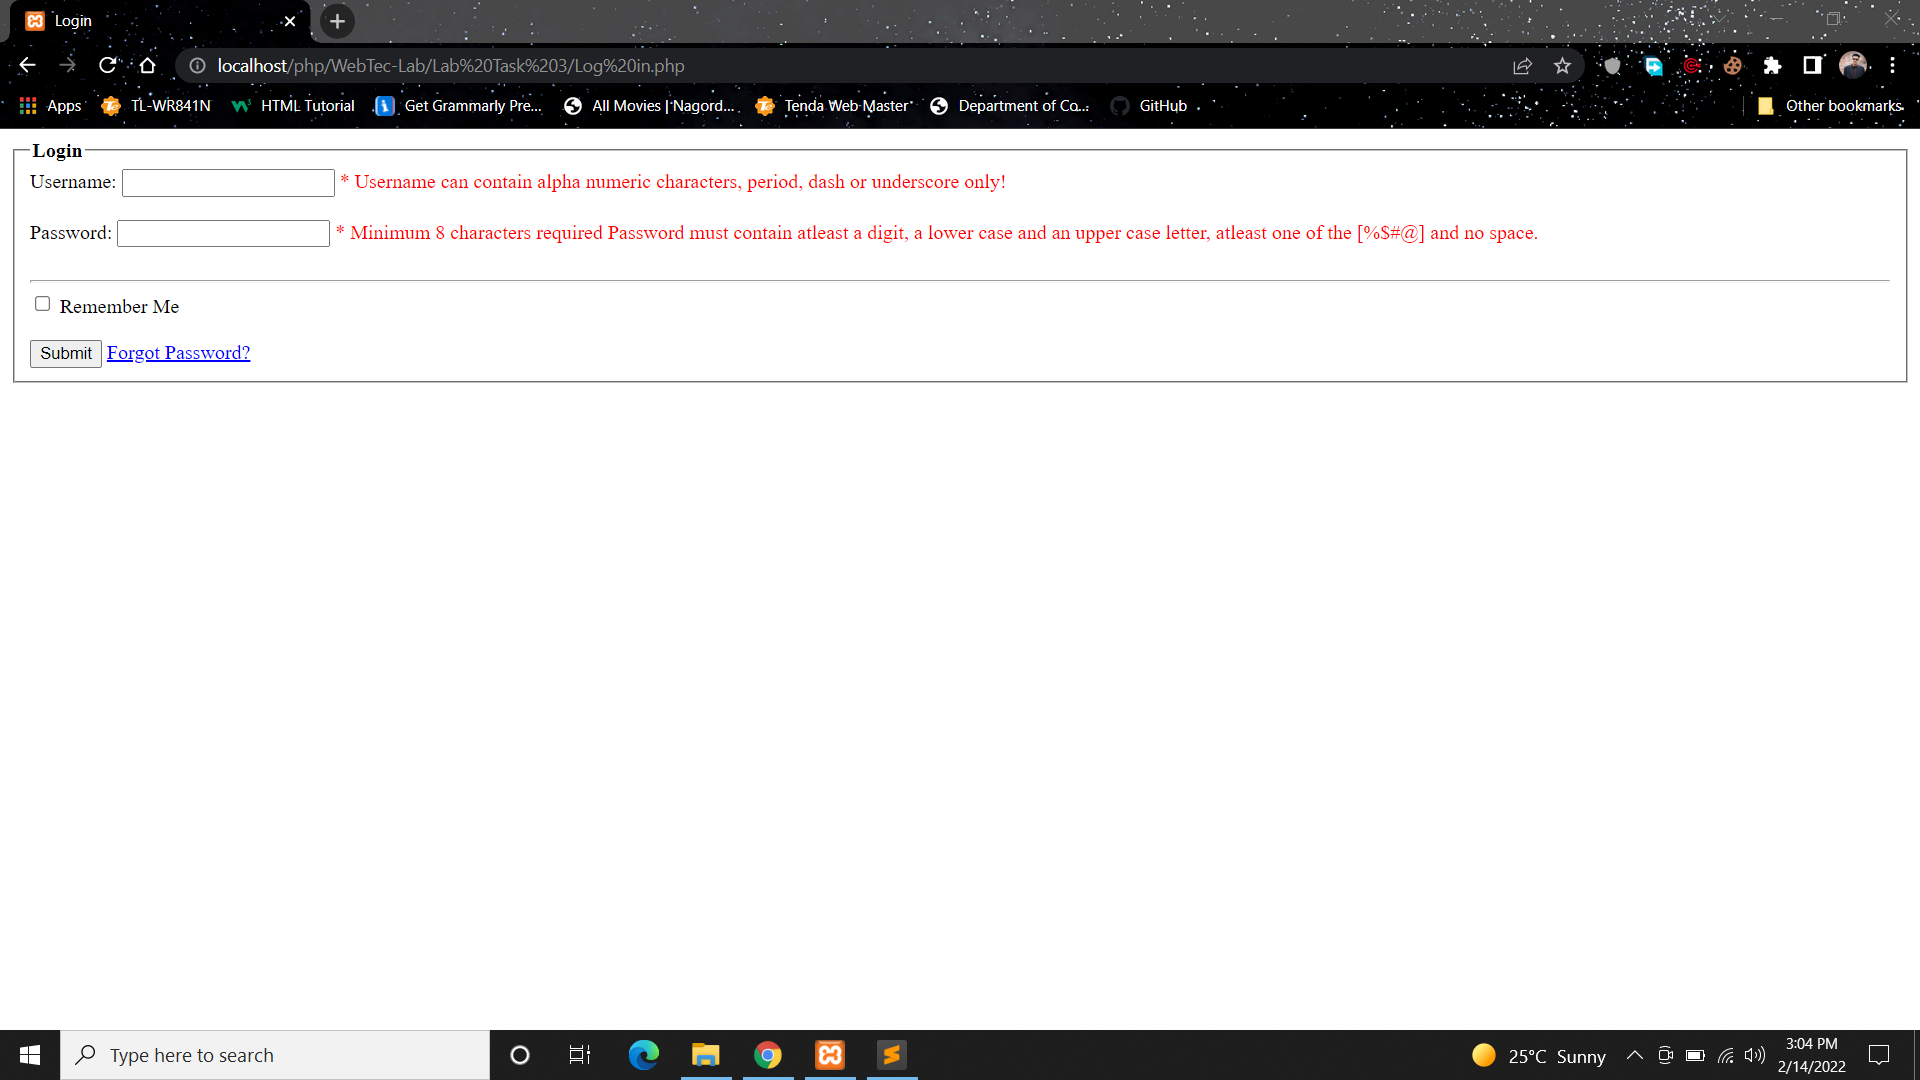 Login
localhost/php/WebTec-Lab/Lab%20Task%203/Log%20in.php
Apps TL-WR841N HTML Tutorial Get Grammarly Pre... All Movies | Nagord... Tenda Web Master Department of Co... GitHub Other bookmarks
Login
Username: * Username can contain alpha numeric characters, period, dash or underscore only!
Password: * Minimum 8 characters required Password must contain atleast a digit, a lower case and an upper case letter, atleast one of the [%$#@] and no space.
Remember Me
Submit Forgot Password?
Type here to search
25°C Sunny
3:04 PM
2/14/2022